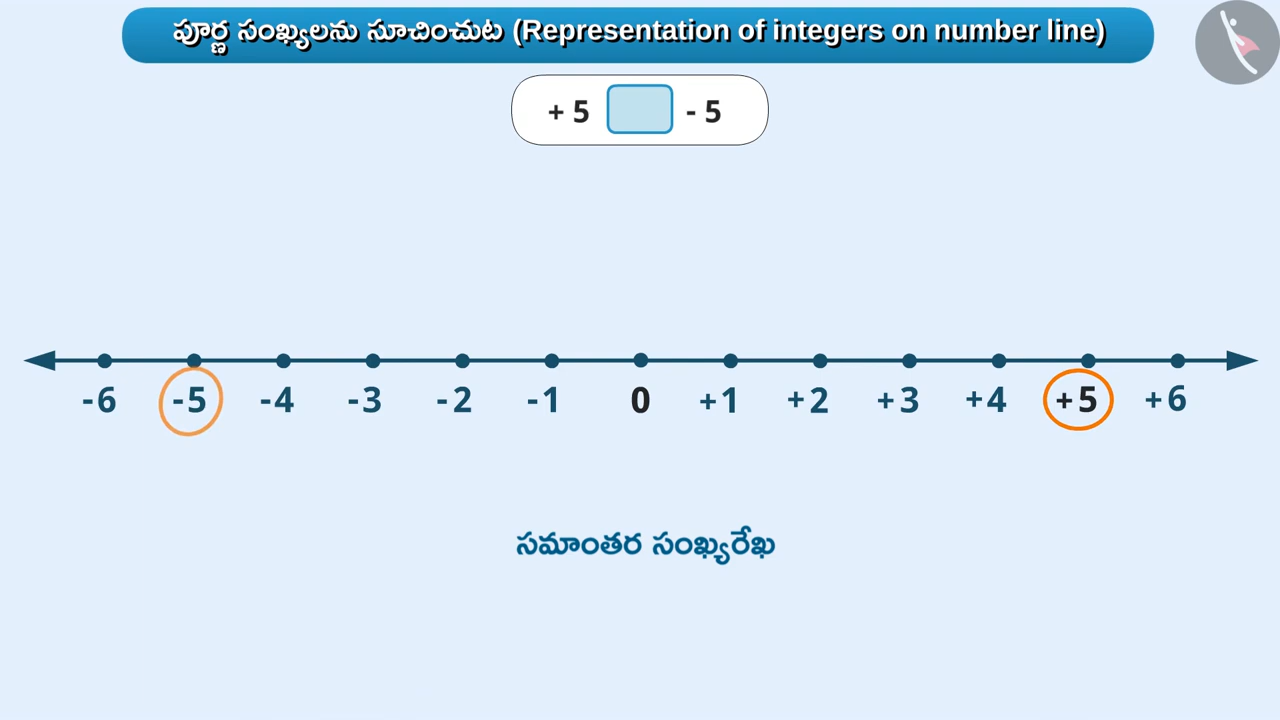 పూర్ణ సంఖ్యలను సూచించుట (Representation of integers on number line)
+ 5 - 5
-6 -5 -4 -3 -2 -1 0 +1 +2 +3 +4 +5 +6
సమాంతర సంఖ్యరేఖ